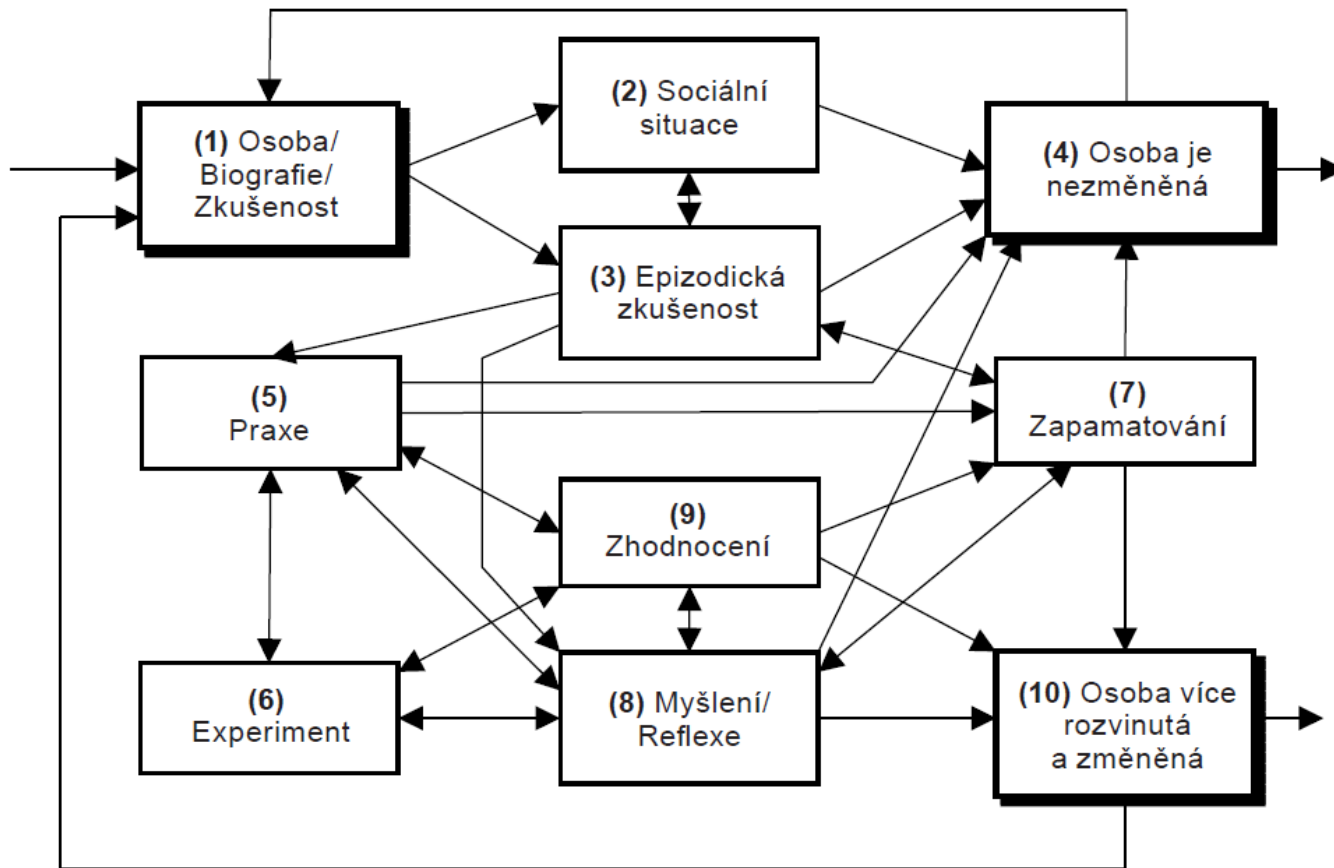 (1) Osoba/
Biografie/
Zkušenost
(2) Sociální
situace
(3) Epizodická
zkušenost
(4) Osoba je
nezměněná
(5)
Praxe
(6)
Experiment
(7)
Zapamatování
(8) Myšlení/
Reflexe
(9)
Zhodnocení
(10) Osoba více
rozvinutá
a změněná